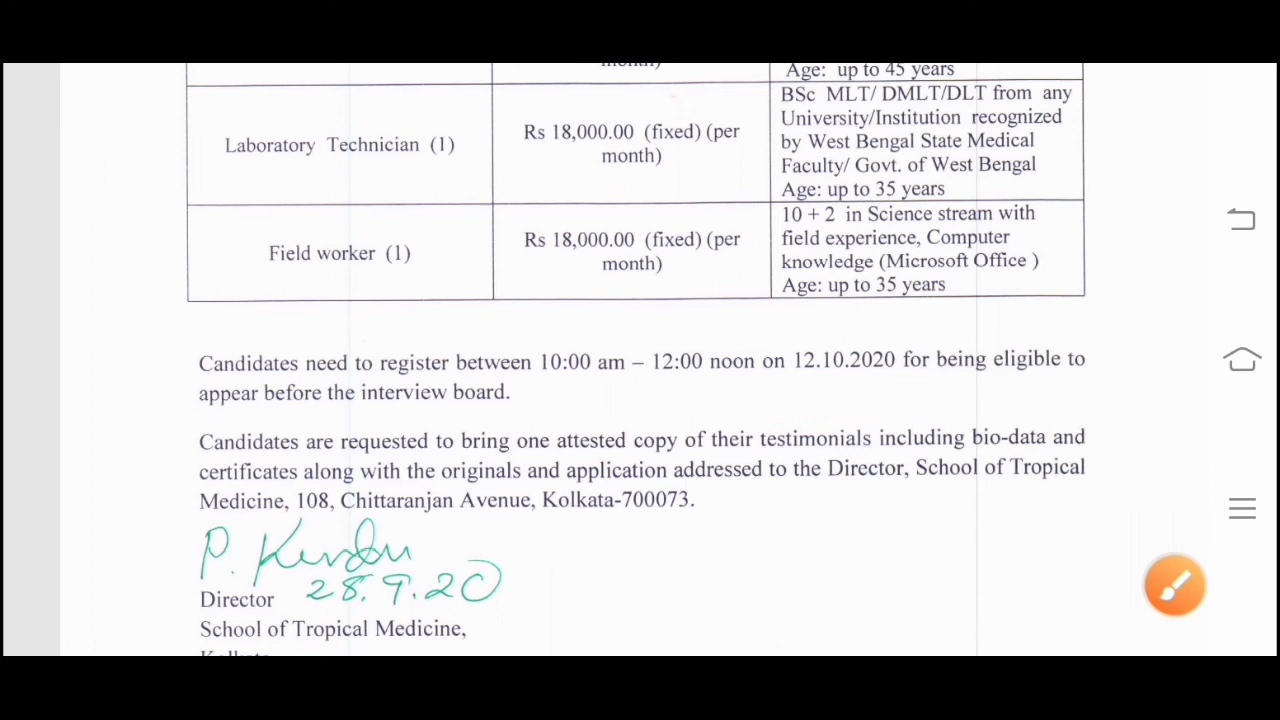 Age: up to 45 years
Laboratory Technician (1)
Rs 18,000.00 (fixed) (per
month)
BSc MLT/ DMLT/DLT from any
University/Institution recognized
by West Bengal State Medical
Faculty/ Govt. of West Bengal
Age: up to 35 years
Field worker (1)
Rs 18,000.00 (fixed) (per
month)
10 + 2 in Science stream with
field experience, Computer
knowledge (Microsoft Office )
Age: up to 35 years
Candidates need to register between 10:00 am – 12:00 noon on 12.10.2020 for being eligible to
appear before the interview board.
Candidates are requested to bring one attested copy of their testimonials including bio-data and
certificates along with the originals and application addressed to the Director, School of Tropical
Medicine, 108, Chittaranjan Avenue, Kolkata-700073.
P. Kundu
28.9.20
Director
School of Tropical Medicine,